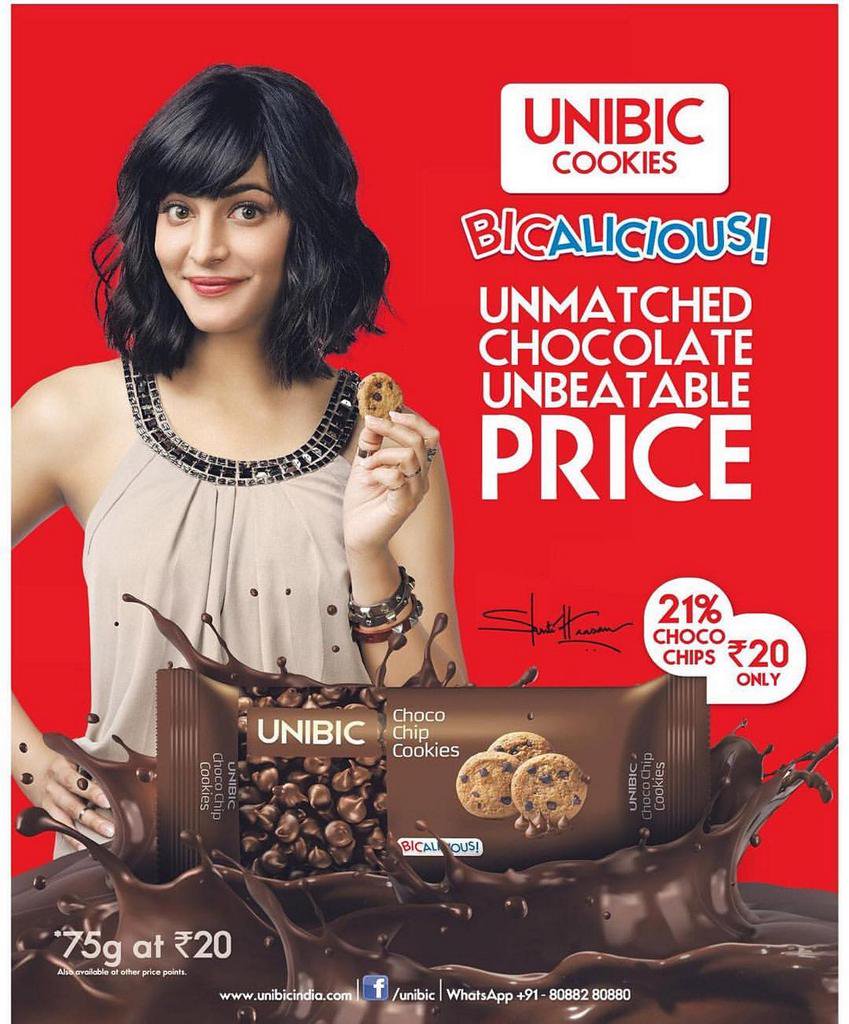 UNIBIC
COOKIES
BICALICIOUS!
UNMATCHED
CHOCOLATE
UNBEATABLE
PRICE
Shruti Haasan
21%
CHOCO
CHIPS
₹20
ONLY
UNIBIC
Choco Chip
Cookies
UNIBIC
Choco
Chip
Cookies
UNIBIC
Choco Chip
Cookies
*75g at ₹20
Also available at other price points.
www.unibicindia.com | f /unibic | WhatsApp +91 - 80882 80880